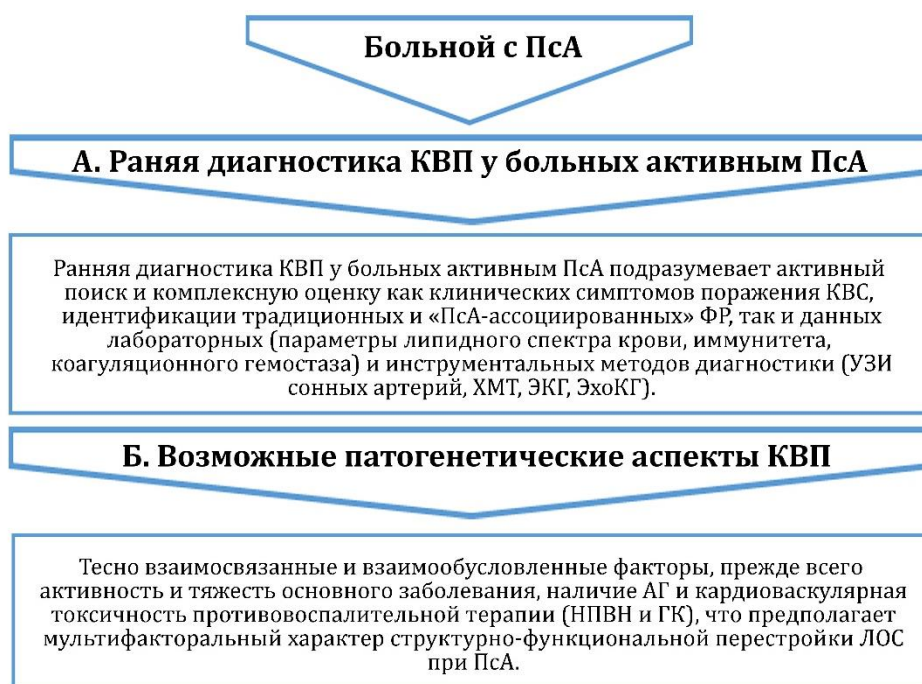 Больной с ПсА
А. Раняя диагностика КВП у больных активным ПсА
Ранняя диагностика КВП у больных активным ПсА подразумевает активный
поиск и комплексную оценку как клинических симптомов поражения КВС,
идентификации традиционных и «ПсА-ассоциированных» ФР, так и данных
лабораторных (параметры липидного спектра крови, иммунитета,
коагуляционного гемостаза) и инструментальных методов диагностики (УЗИ
сонных артерий, ХМТ, ЭКГ, ЭхоКГ).
Б. Возможные патогенетические аспекты КВП
Тесно взаимосвязанные и взаимообусловленные факторы, прежде всего
активность и тяжесть основного заболевания, наличие АГ и кардиоваскулярная
токсичность противовоспалительной терапии (НПВН и ГК), что предполагает
мультифакторальный характер структурно-функциональной перестройки ЛОС
при ПсА.